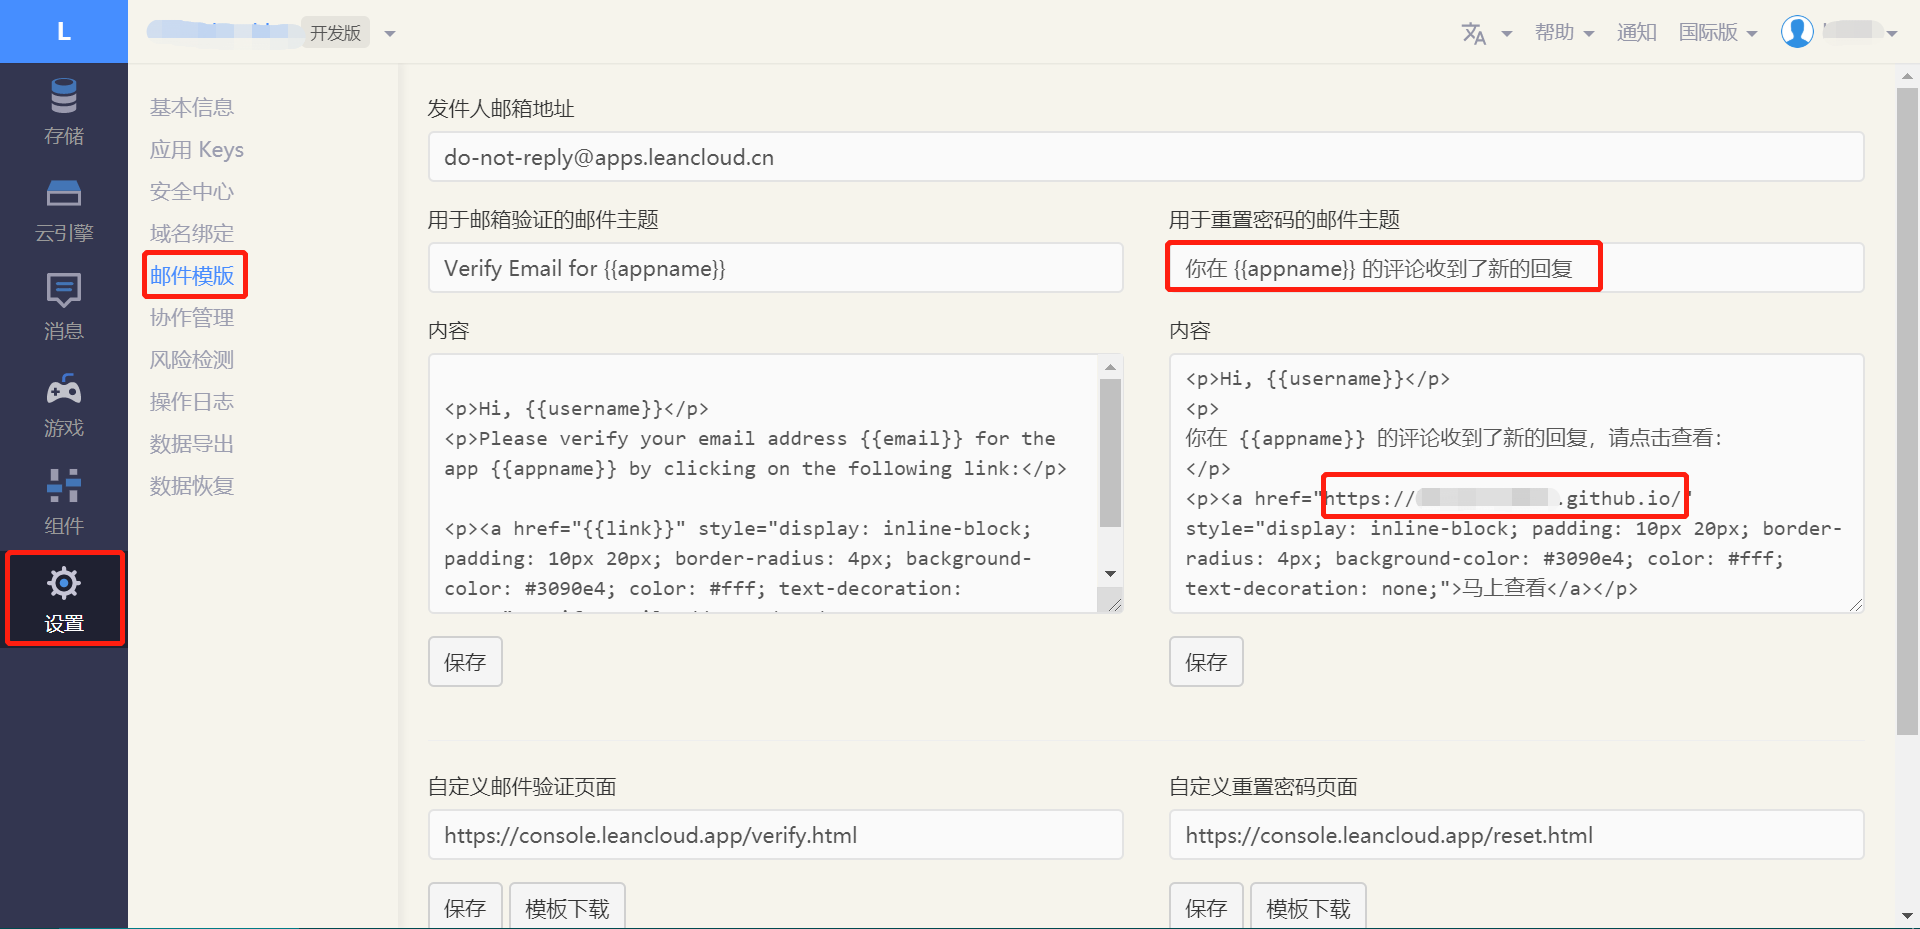 L
开发版
帮助
通知
国际版
存储
云引擎
消息
游戏
组件
设置
基本信息
应用 Keys
安全中心
域名绑定
邮件模版
协作管理
风险检测
操作日志
数据导出
数据恢复
发件人邮箱地址
do-not-reply@apps.leancloud.cn
用于邮箱验证的邮件主题
Verify Email for {{appname}}
内容
<p>Hi, {{username}}</p>
<p>Please verify your email address {{email}} for the
app {{appname}} by clicking on the following link:</p>
<p><a href="{{link}}" style="display: inline-block;
padding: 10px 20px; border-radius: 4px; background-
color: #3090e4; color: #fff; text-decoration:
保存
用于重置密码的邮件主题
你在 {{appname}} 的评论收到了新的回复
内容
<p>Hi, {{username}}</p>
<p>
你在 {{appname}} 的评论收到了新的回复，请点击查看：
</p>
<p><a href="https:// .github.io/"
style="display: inline-block; padding: 10px 20px; border-
radius: 4px; background-color: #3090e4; color: #fff;
text-decoration: none;">马上查看</a></p>
保存
自定义邮件验证页面
https://console.leancloud.app/verify.html
保存
模板下载
自定义重置密码页面
https://console.leancloud.app/reset.html
保存
模板下载